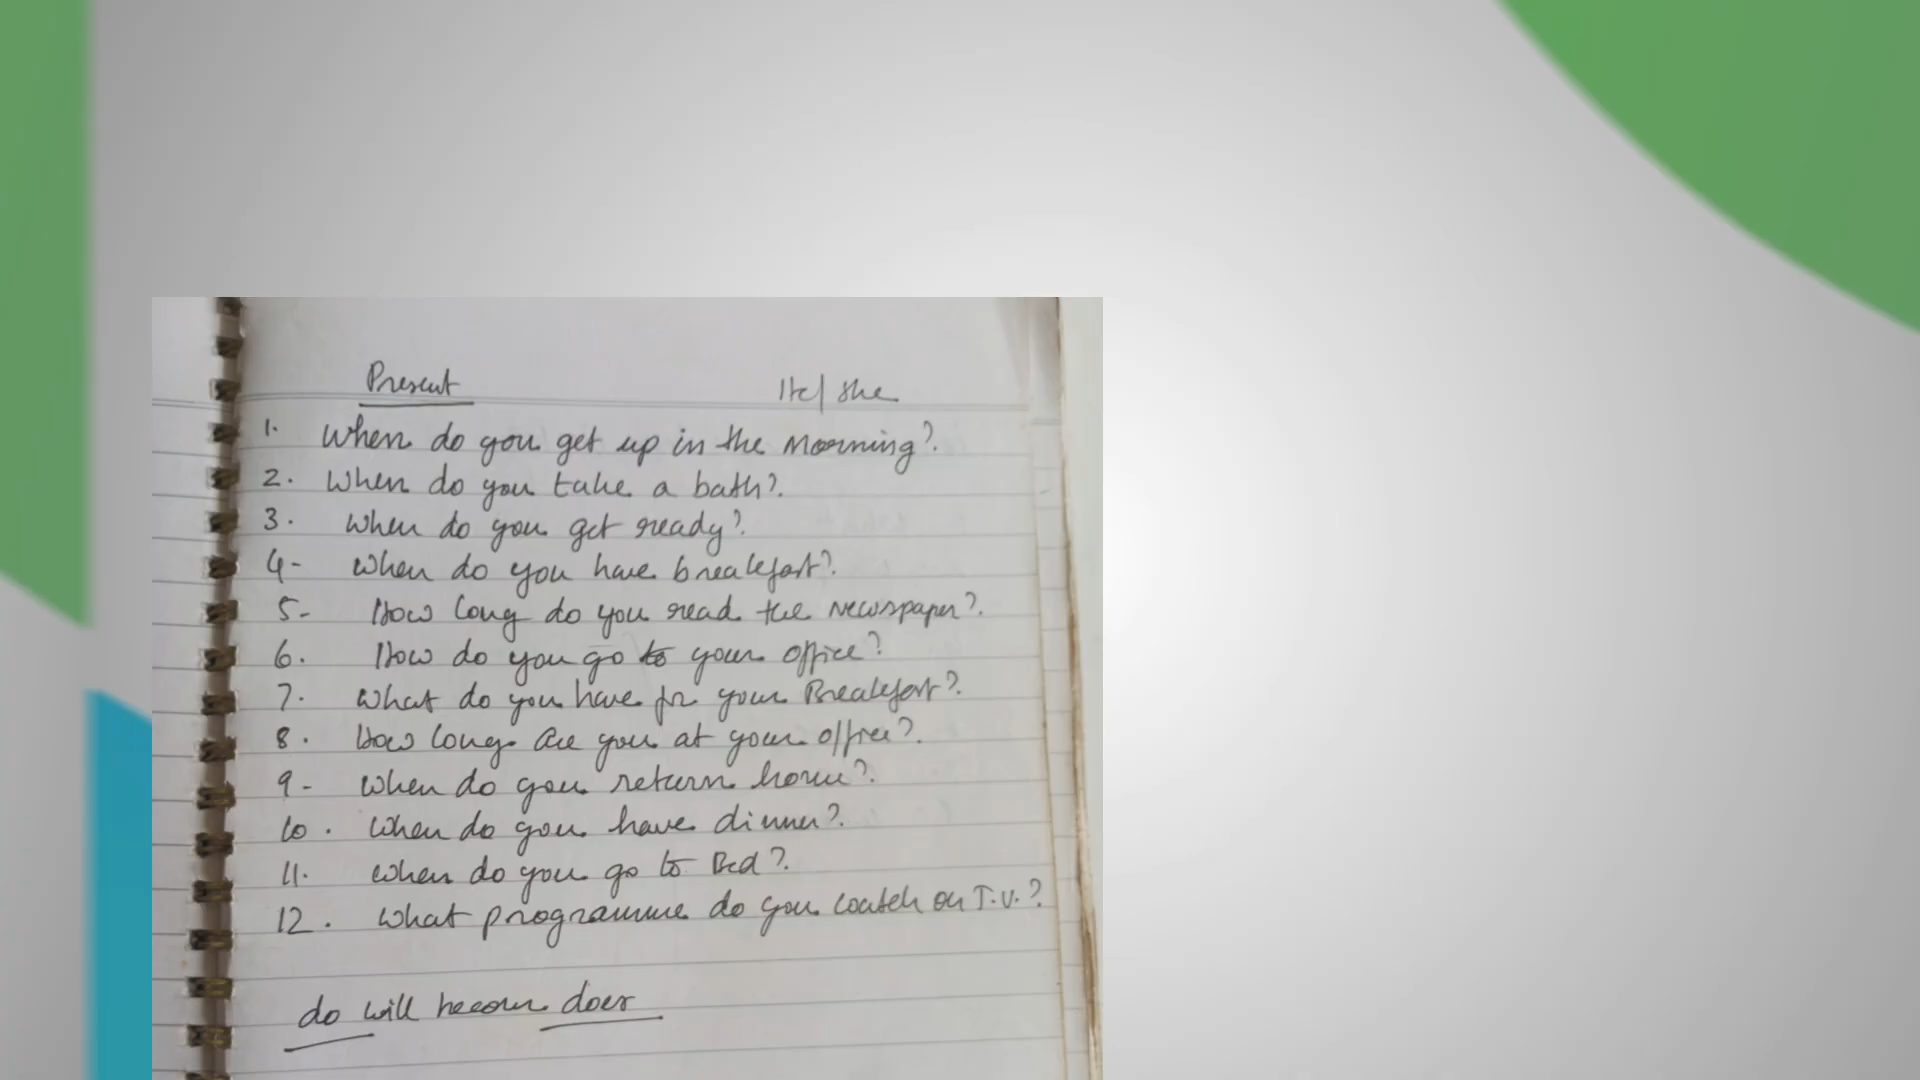 Present He/She
1. When do you get up in the Morning?
2. When do you take a bath?
3. When do you get ready?
4- When do you have breakfast?
5- How long do you read the Newspaper?
6. How do you go to your office?
7. What do you have for your Breakfast?
8. How long are you at your office?
9- When do you return home?
10. When do you have dinner?
11. When do you go to Bed?
12. What programme do you watch on T.V.?
do will become does